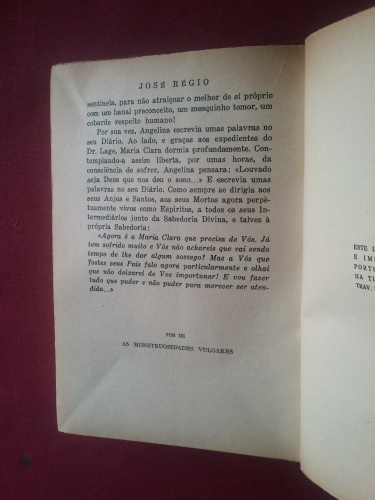 JOSÉ RÉGIO
sentinela, para não atraiçoar o melhor de si próprio
com um banal preconceito, um mesquinho temor, um
cobarde respeito humano!
Por sua vez, Angelina escrevia umas palavras no
seu Diário. Ao lado, e graças aos expedientes do
Dr. Lage, Maria Clara dormia profundamente. Con-
templando-a assim liberta, por umas horas, da
consciência de sofrer, Angelina pensara: «Louvado
seja Deus que nos deu o sono...» E escrevia umas
palavras no seu Diário. Como sempre se dirigia aos
seus Anjos e Santos, aos seus Mortos agora perpè-
tuamente vivos como Espíritos, a todos os seus In-
termediários junto da Sabedoria Divina, e talvez à
própria Sabedoria:
«Agora é a Maria Clara que precisa de Vós. Já
tem sofrido muito e Vós não achareis que vai sendo
tempo de lhe dar algum sossego? Mas a Vós que
fostes seus Pais falo agora particularmente e olhai
que não deixarei de Vos importunar! E vou fazer
tudo que puder e não puder para merecer ser aten-
dida...»
FIM DE
AS MONSTRUOSIDADES VULGARES
ESTE L
E IM
PORTU
NA TI
TRAV.